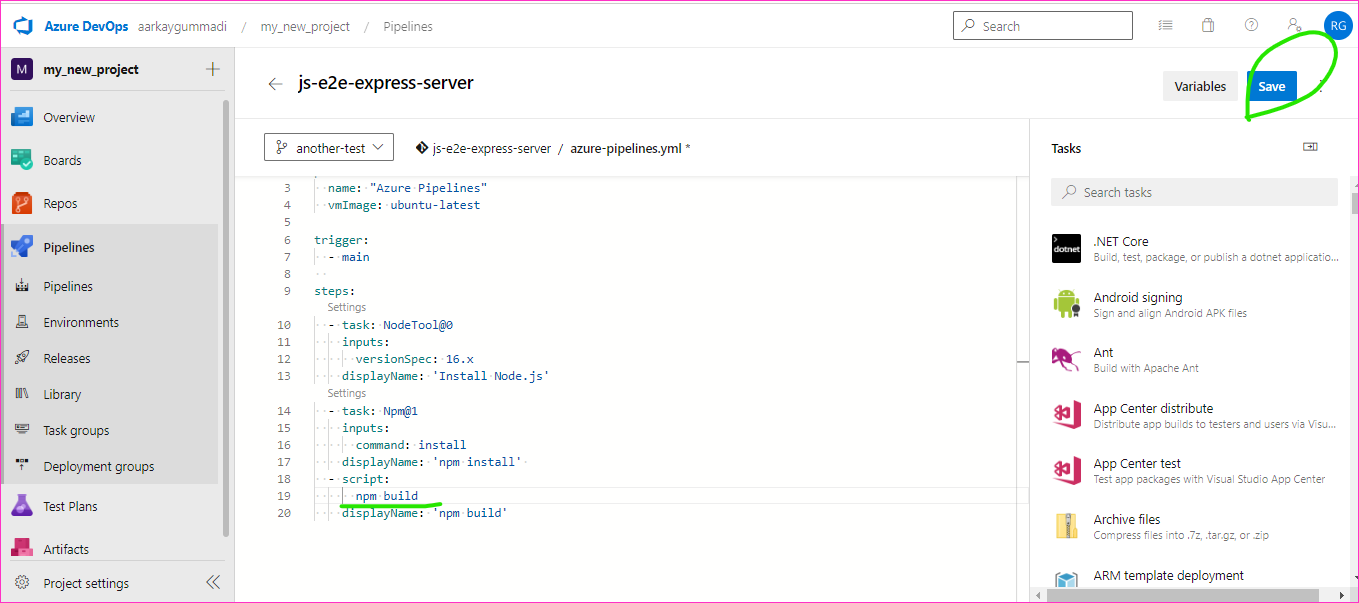 Azure DevOps aarkaygummadi / my_new_project / Pipelines
Search
RG
M my_new_project
Overview
Boards
Repos
Pipelines
Pipelines
Environments
Releases
Library
Task groups
Deployment groups
Test Plans
Artifacts
Project settings
js-e2e-express-server
Variables
Save
another-test
js-e2e-express-server / azure-pipelines.yml *
3 name: "Azure Pipelines"
4 vmImage: ubuntu-latest
5
6 trigger:
7 - main
8
9 steps:
Settings
10 - task: NodeTool@0
11 inputs:
12 versionSpec: 16.x
13 displayName: 'Install Node.js'
Settings
14 - task: Npm@1
15 inputs:
16 command: install
17 displayName: 'npm install'
18 - script:
19 npm build
20 displayName: 'npm build'
Tasks
Search tasks
dotnet
.NET Core
Build, test, package, or publish a dotnet applicatio...
Android signing
Sign and align Android APK files
Ant
Build with Apache Ant
App Center distribute
Distribute app builds to testers and users via Visu...
App Center test
Test app packages with Visual Studio App Center
Archive files
Compress files into .7z, .tar.gz, or .zip
ARM template deployment